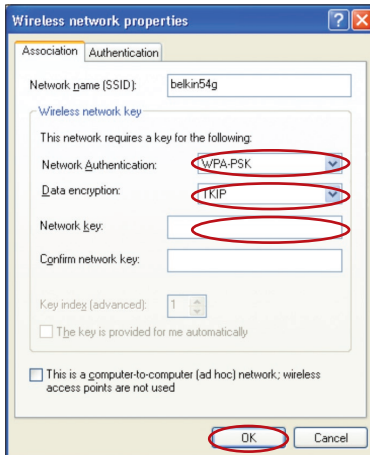 Wireless network properties
Association Authentication
Network name (SSID): belkin54g
Wireless network key
This network requires a key for the following:
Network Authentication: WPA-PSK
Data encryption: TKIP
Network key:
Confirm network key:
Key index (advanced): 1
The key is provided for me automatically
This is a computer-to-computer (ad hoc) network; wireless
access points are not used
OK Cancel